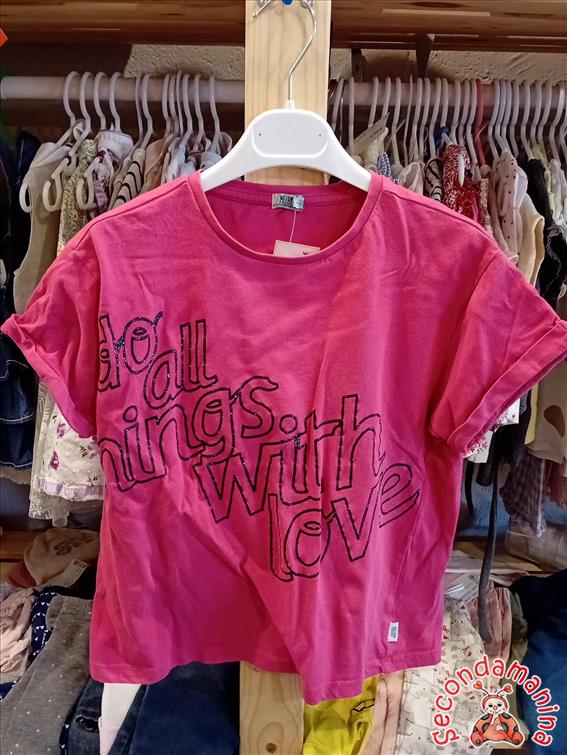 do all
hings
with
love
Secondamanina